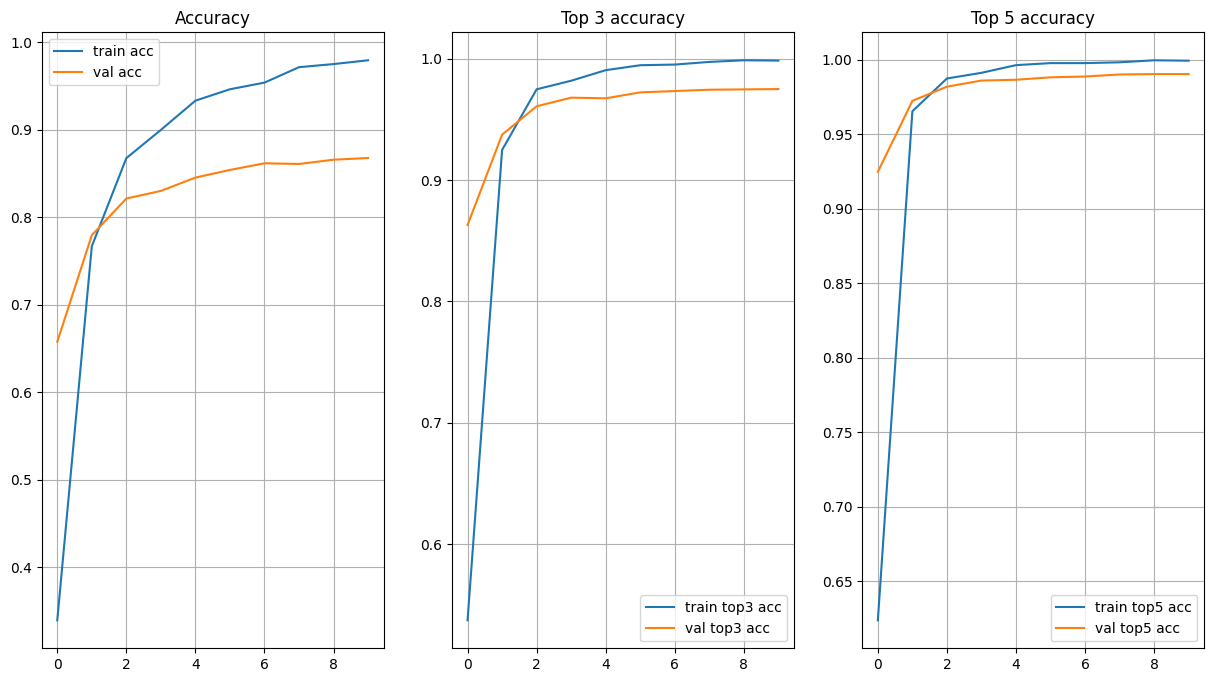 Accuracy
1.0
0.9
0.8
0.7
0.6
0.5
0.4
0 2 4 6 8
train acc
val acc
Top 3 accuracy
1.0
0.9
0.8
0.7
0.6
0 2 4 6 8
train top3 acc
val top3 acc
Top 5 accuracy
1.00
0.95
0.90
0.85
0.80
0.75
0.70
0.65
0 2 4 6 8
train top5 acc
val top5 acc